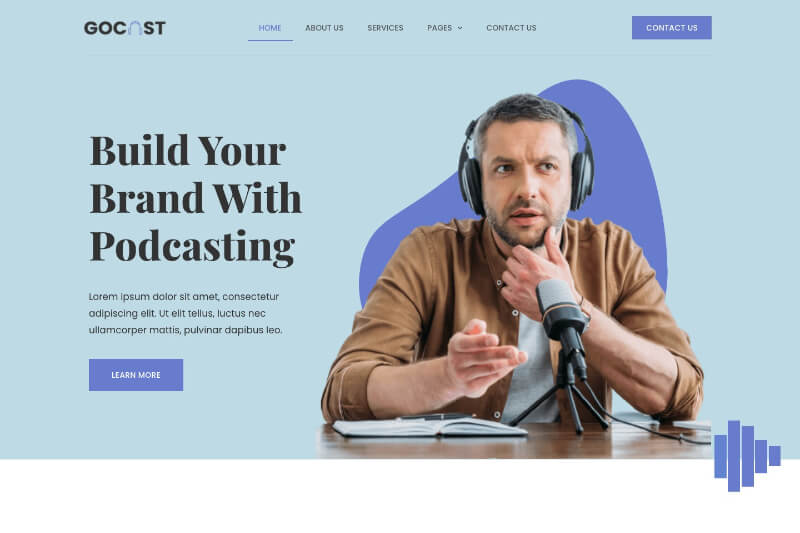 GOCAST
HOME
ABOUT US
SERVICES
PAGES
CONTACT US
CONTACT US
Build Your
Brand With
Podcasting
Lorem ipsum dolor sit amet, consectetur
adipiscing elit. Ut elit tellus, luctus nec
ullamcorper mattis, pulvinar dapibus leo.
LEARN MORE